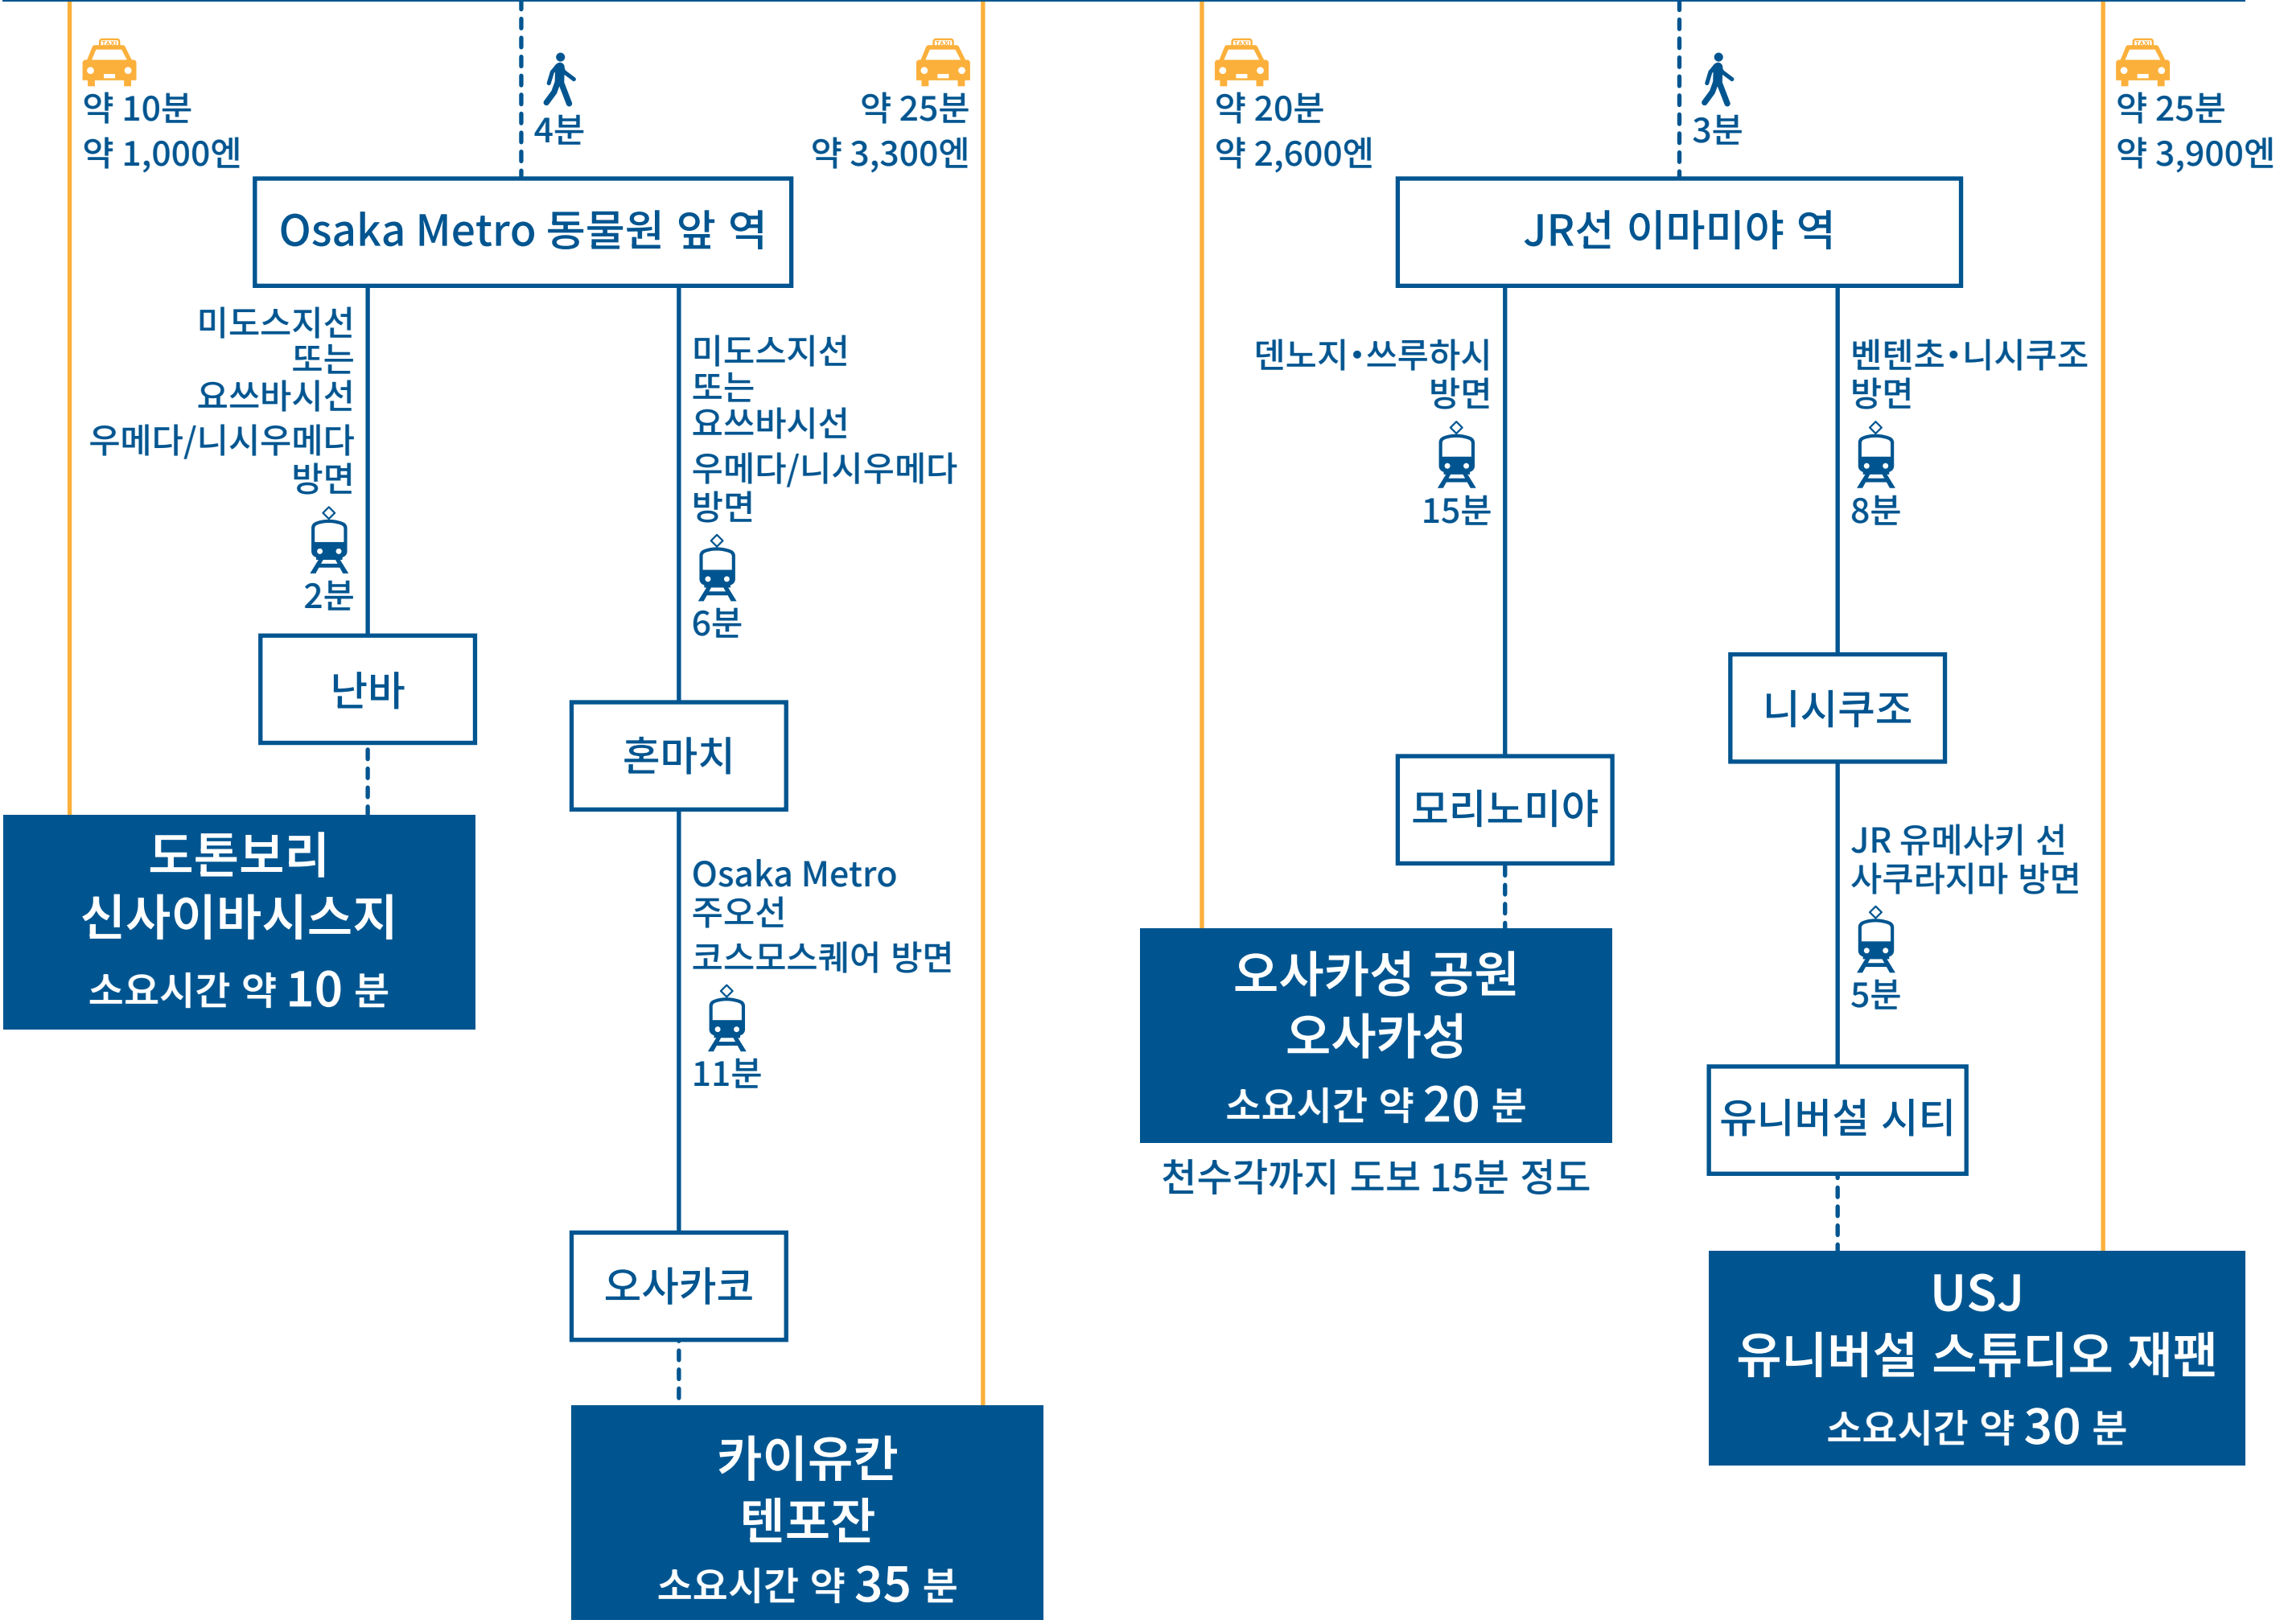 TAXI
약 10분
약 1,000엔
4분
TAXI
약 25분
약 3,300엔
Osaka Metro 동물원 앞 역
미도스지선
또는
요쓰바시선
우메다/니시우메다
방면
2분
난바
도톤보리
신사이바시스지
소요시간 약 10 분
미도스지선
또는
요쓰바시선
우메다/니시우메다
방면
6분
혼마치
Osaka Metro
주오선
코스모스퀘어 방면
11분
오사카코
카이유칸
텐포잔
소요시간 약 35 분
TAXI
약 20분
약 2,600엔
3분
TAXI
약 25분
약 3,900엔
JR선 이마미야 역
덴노지·쓰루하시
방면
15분
모리노미야
오사카성 공원
오사카성
소요시간 약 20 분
천수각까지 도보 15분 정도
벤텐초·니시쿠조
방면
8분
니시쿠조
JR 유메사키 선
사쿠라지마 방면
5분
유니버설 시티
USJ
유니버설 스튜디오 재팬
소요시간 약 30 분